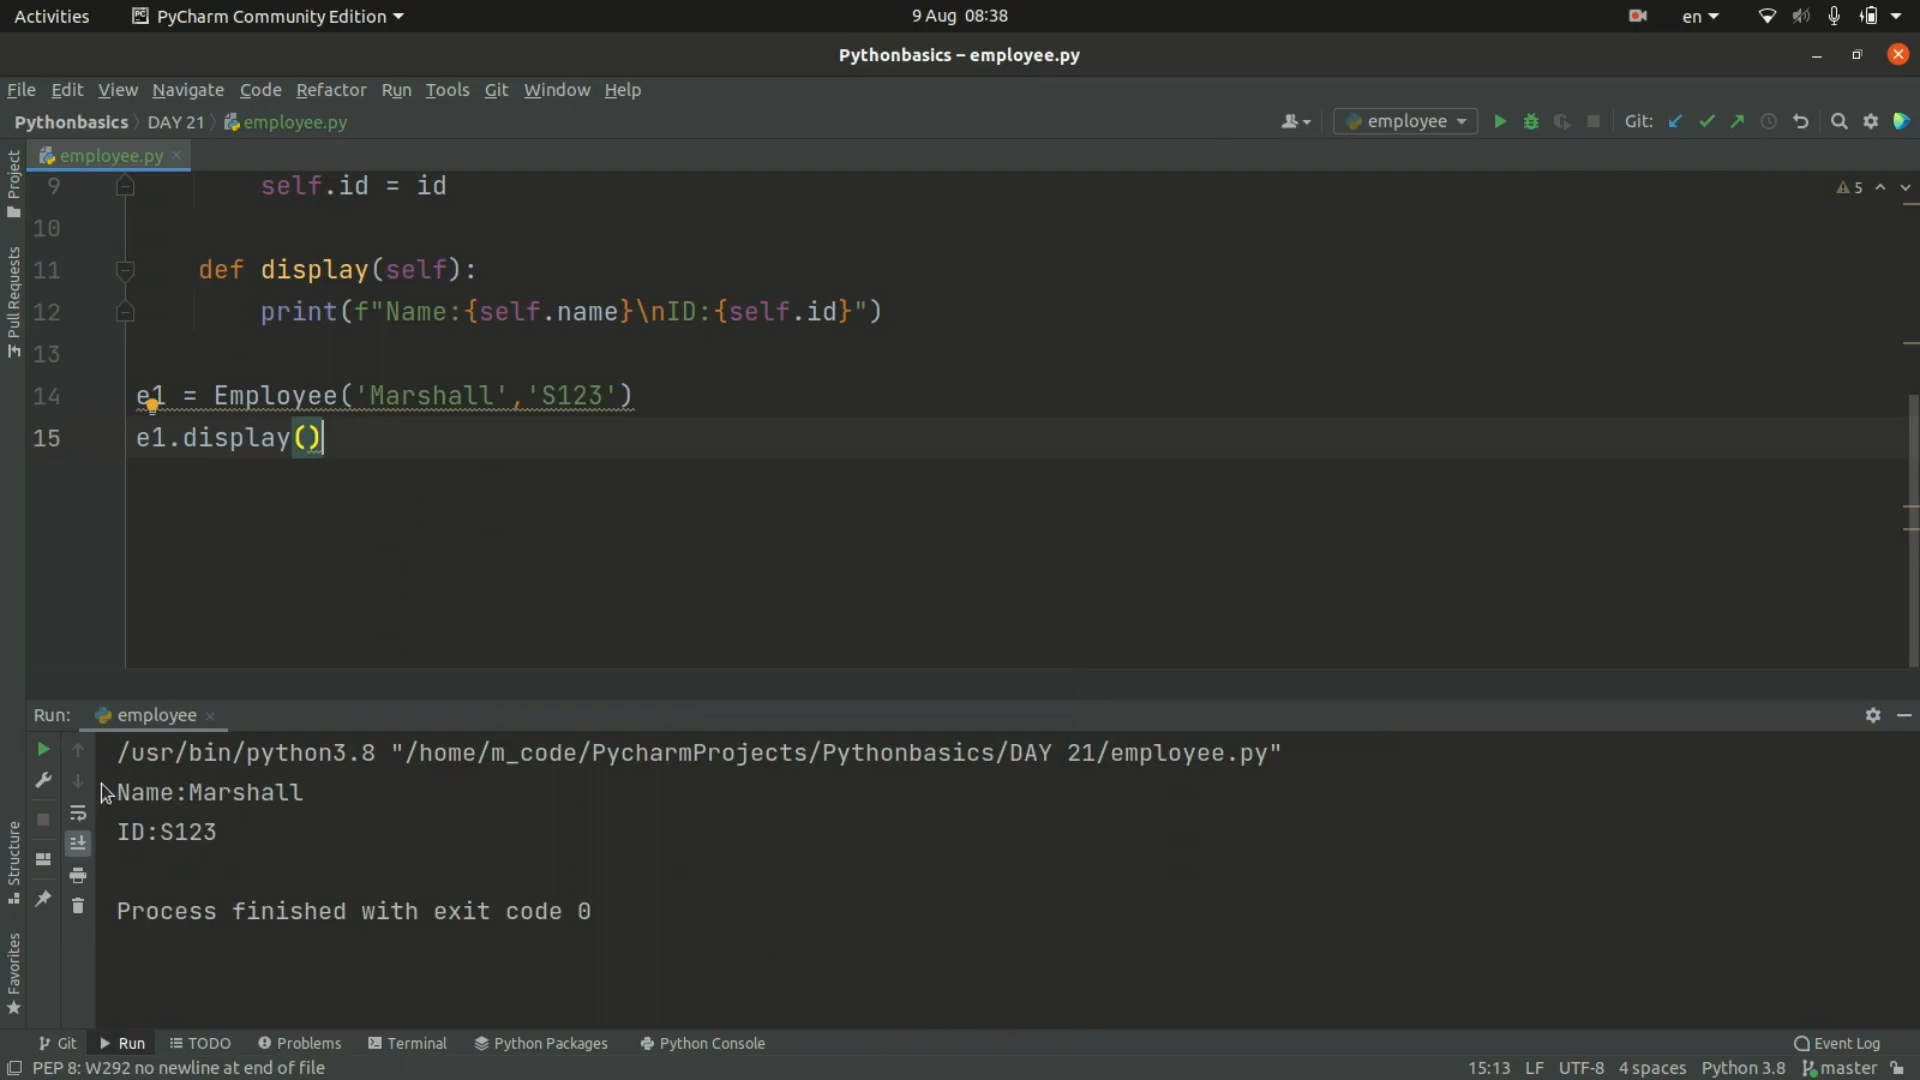 Activities PyCharm Community Edition 9 Aug 08:38 en
Pythonbasics – employee.py
File Edit View Navigate Code Refactor Run Tools Git Window Help
Pythonbasics DAY 21 employee.py employee Git:
employee.py
Project
Pull Requests
Structure
Favorites
9 self.id = id
5
10
11 def display(self):
12 print(f"Name:{self.name}\nID:{self.id}")
13
14 e1 = Employee('Marshall','S123')
15 e1.display()
Run: employee
/usr/bin/python3.8 "/home/m_code/PycharmProjects/Pythonbasics/DAY 21/employee.py"
Name:Marshall
ID:S123
Process finished with exit code 0
Git Run TODO Problems Terminal Python Packages Python Console Event Log
PEP 8: W292 no newline at end of file 15:13 LF UTF-8 4 spaces Python 3.8 master